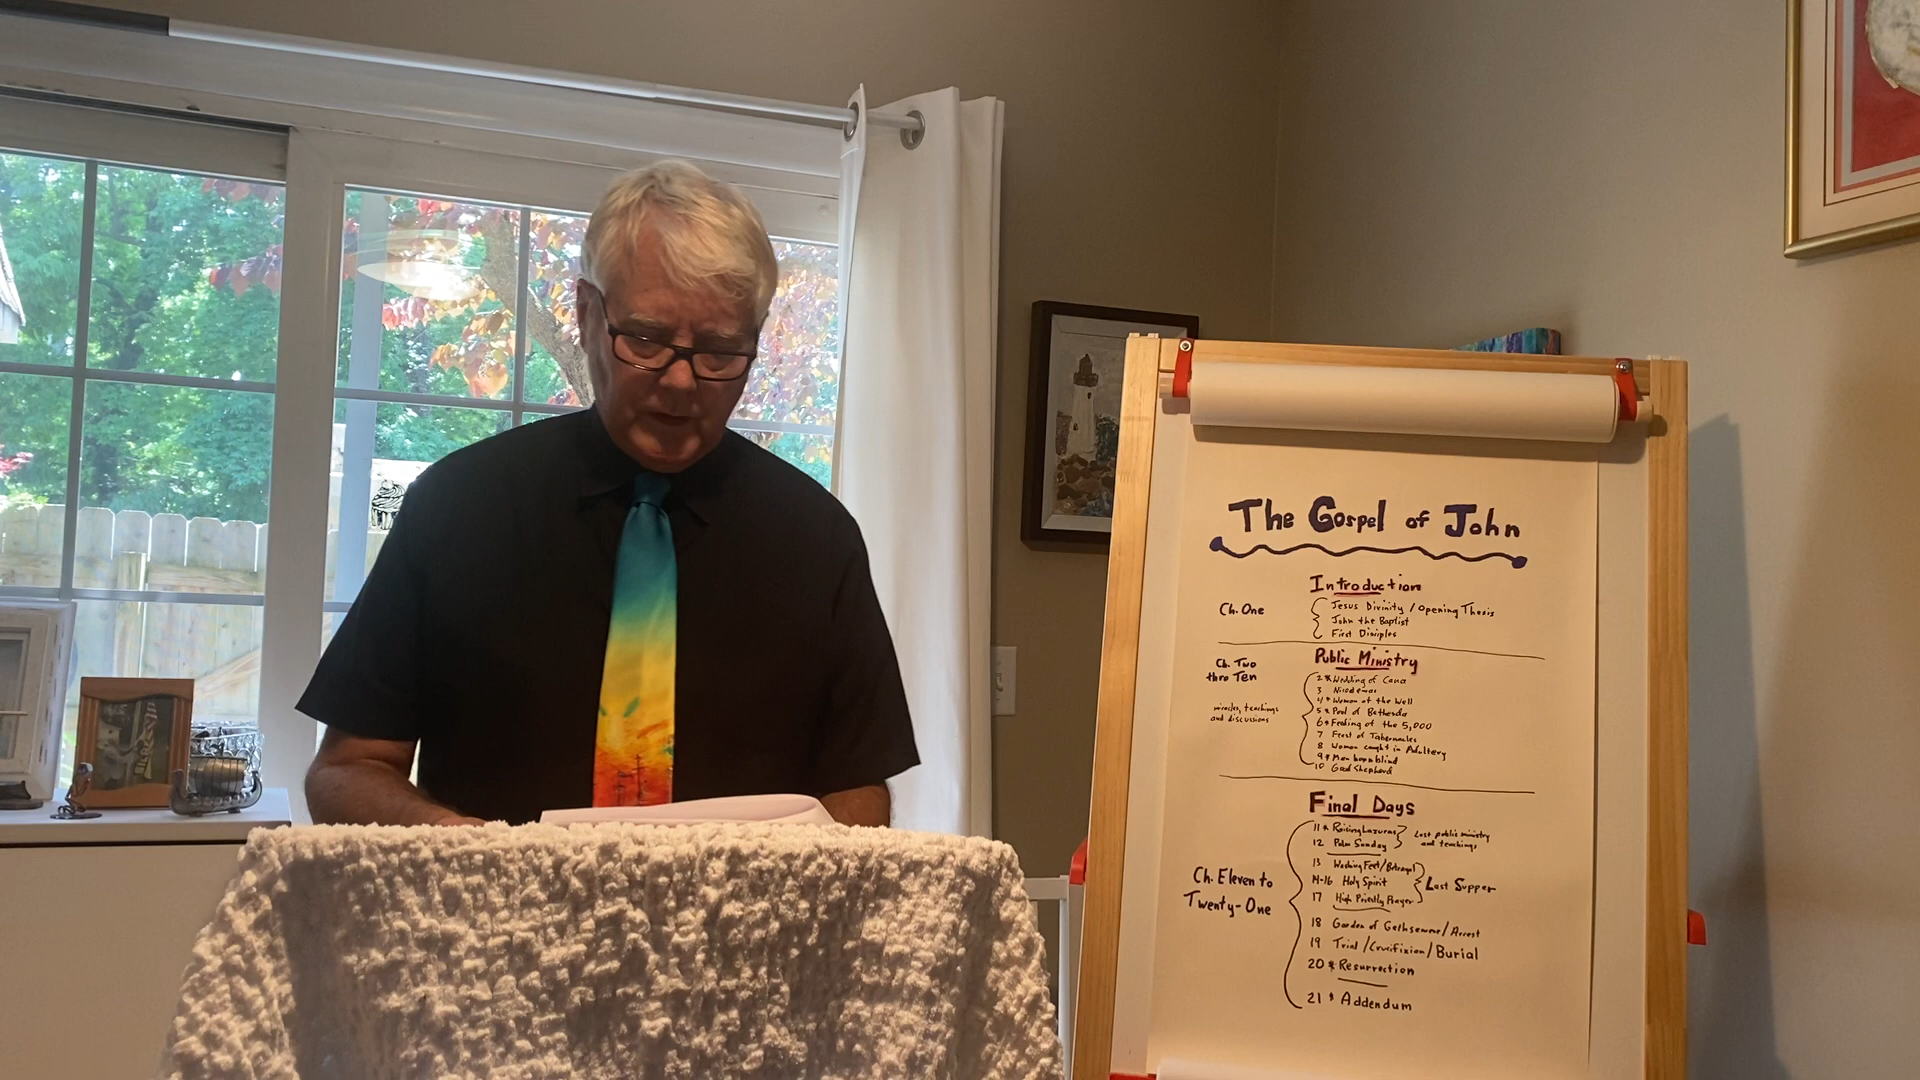 The Gospel of John
Introduction
Ch. One
Jesus Divinity / Opening Thesis
John the Baptist
First Disciples
Public Ministry
Ch. Two
thru Ten
miracles, teachings
and discussions
2 * Wedding of Cana
3 Nicodemus
4 * Woman at the Well
5 * Pool of Bethesda
6 * Feeding of the 5,000
7 Feast of Tabernacles
8 Woman caught in Adultery
9 * Man born blind
10 Good Shepherd
Final Days
Ch. Eleven to
Twenty-One
11 * Raising Lazurus
12 Palm Sunday
Last public ministry
and teachings
13 Washing Feet/Betrayal
14-16 Holy Spirit
17 High Priestly Prayer
Last Supper
18 Garden of Gethsemene/Arrest
19 Trial/Crucifixion/Burial
20 * Resurrection
21 * Addendum